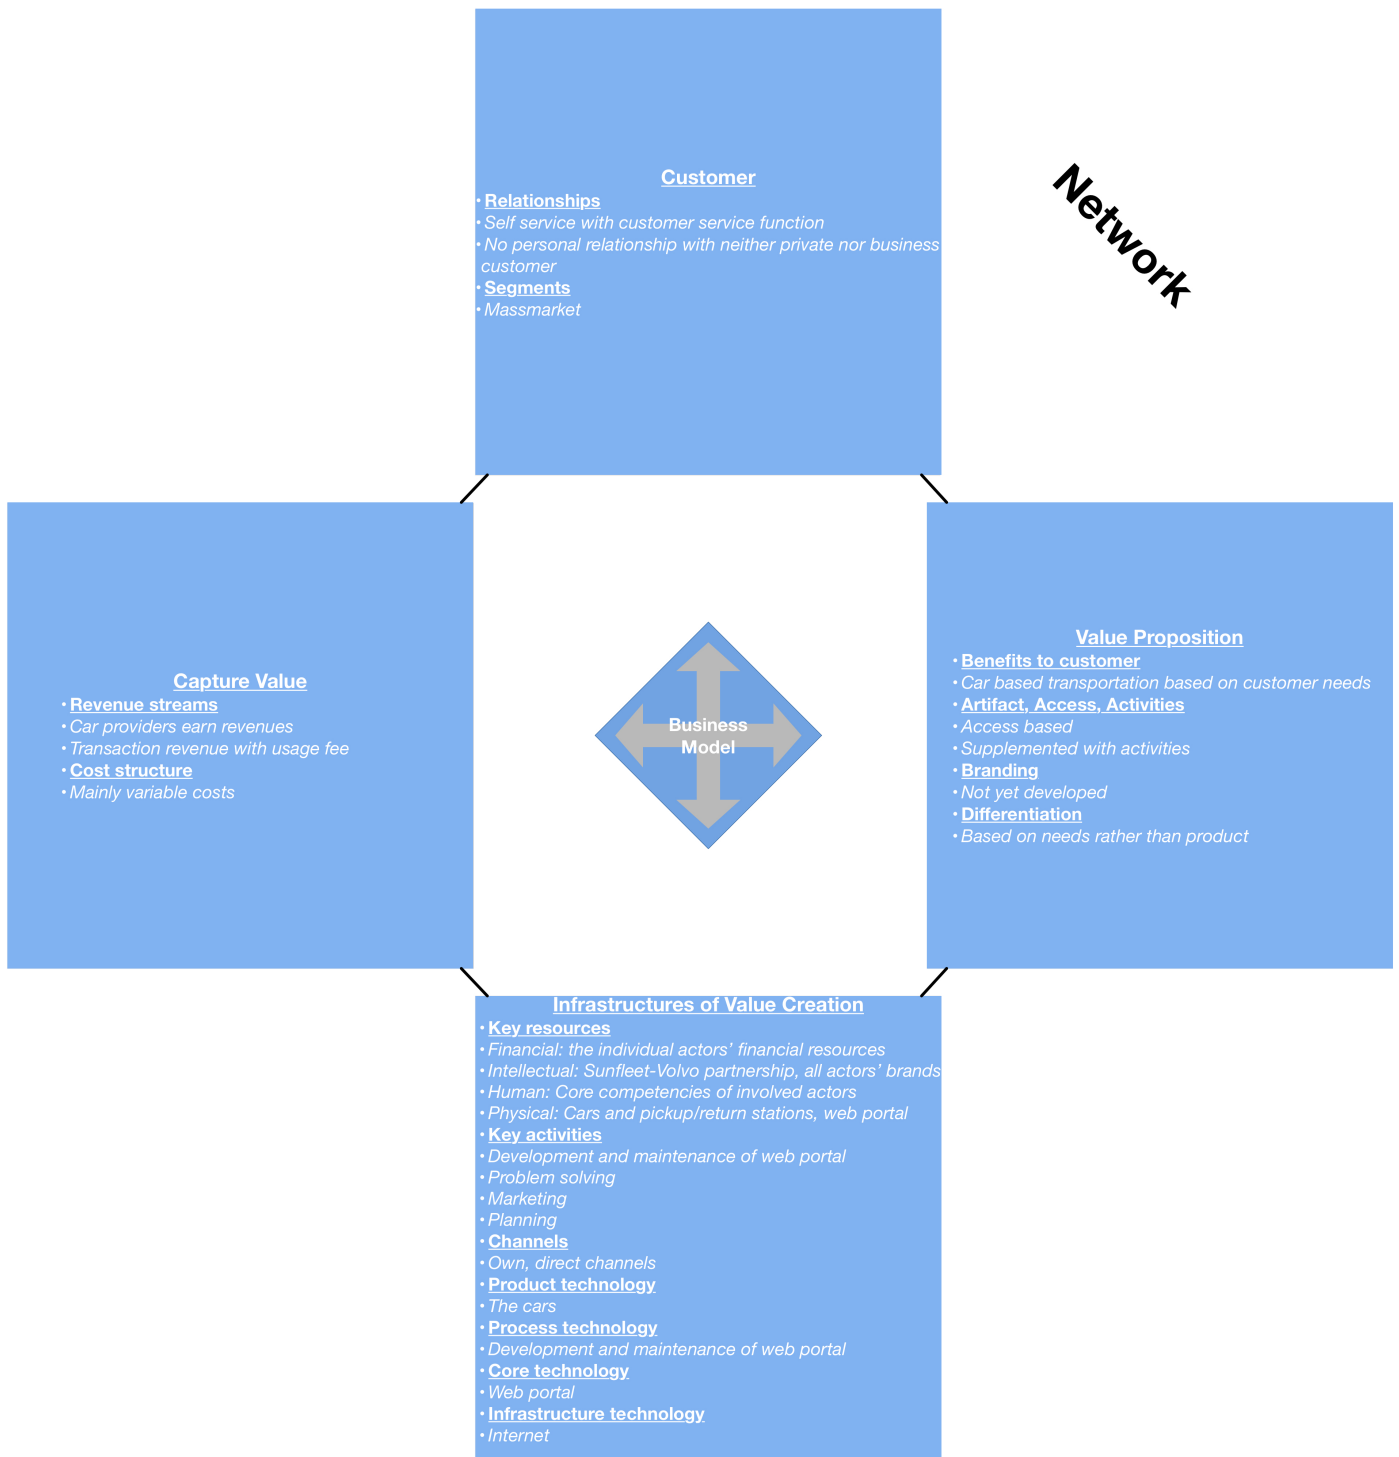 Customer
• Relationships
• Self service with customer service function
• No personal relationship with neither private nor business
customer
• Segments
• Massmarket
Network
Capture Value
• Revenue streams
• Car providers earn revenues
• Transaction revenue with usage fee
• Cost structure
• Mainly variable costs
Business
Model
Value Proposition
• Benefits to customer
• Car based transportation based on customer needs
• Artifact, Access, Activities
• Access based
• Supplemented with activities
• Branding
• Not yet developed
• Differentiation
• Based on needs rather than product
Infrastructures of Value Creation
• Key resources
• Financial: the individual actors’ financial resources
• Intellectual: Sunfleet-Volvo partnership, all actors’ brands
• Human: Core competencies of involved actors
• Physical: Cars and pickup/return stations, web portal
• Key activities
• Development and maintenance of web portal
• Problem solving
• Marketing
• Planning
• Channels
• Own, direct channels
• Product technology
• The cars
• Process technology
• Development and maintenance of web portal
• Core technology
• Web portal
• Infrastructure technology
• Internet